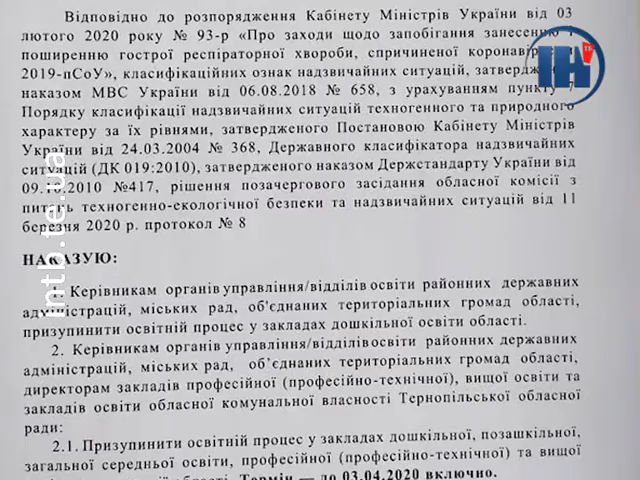 Відповідно до розпорядження Кабінету Міністрів України від 03
лютого 2020 року № 93-р «Про заходи щодо запобігання занесенню і
поширенню гострої респіраторної хвороби, спричиненої коронавірусом
2019-nCoV», класифікаційних ознак надзвичайних ситуацій, затверджених
наказом МВС України від 06.08.2018 № 658, з урахуванням пункту 7
Порядку класифікації надзвичайних ситуацій техногенного та природного
характеру за їх рівнями, затвердженого Постановою Кабінету Міністрів
України від 24.03.2004 № 368, Державного класифікатора надзвичайних
ситуацій (ДК 019:2010), затвердженого наказом Держстандарту України від
09.10.2010 №417, рішення позачергового засідання обласної комісії з
питань техногенно-екологічної безпеки та надзвичайних ситуацій від 11
березня 2020 р. протокол № 8
НАКАЗУЮ:
1. Керівникам органів управління/відділів освіти районних державних
адміністрацій, міських рад, об'єднаних територіальних громад області,
призупинити освітній процес у закладах дошкільної освіти області.
2. Керівникам органів управління/відділів освіти районних державних
адміністрацій, міських рад, об'єднаних територіальних громад області,
директорам закладів професійної (професійно-технічної), вищої освіти та
закладів освіти обласної комунальної власності Тернопільської обласної
ради:
2.1. Призупинити освітній процес у закладах дошкільної, позашкільної,
загальної середньої освіти, професійної (професійно-технічної) та вищої
області. Термін — до 03.04.2020 включно.
ІНТБ
intb.te.ua